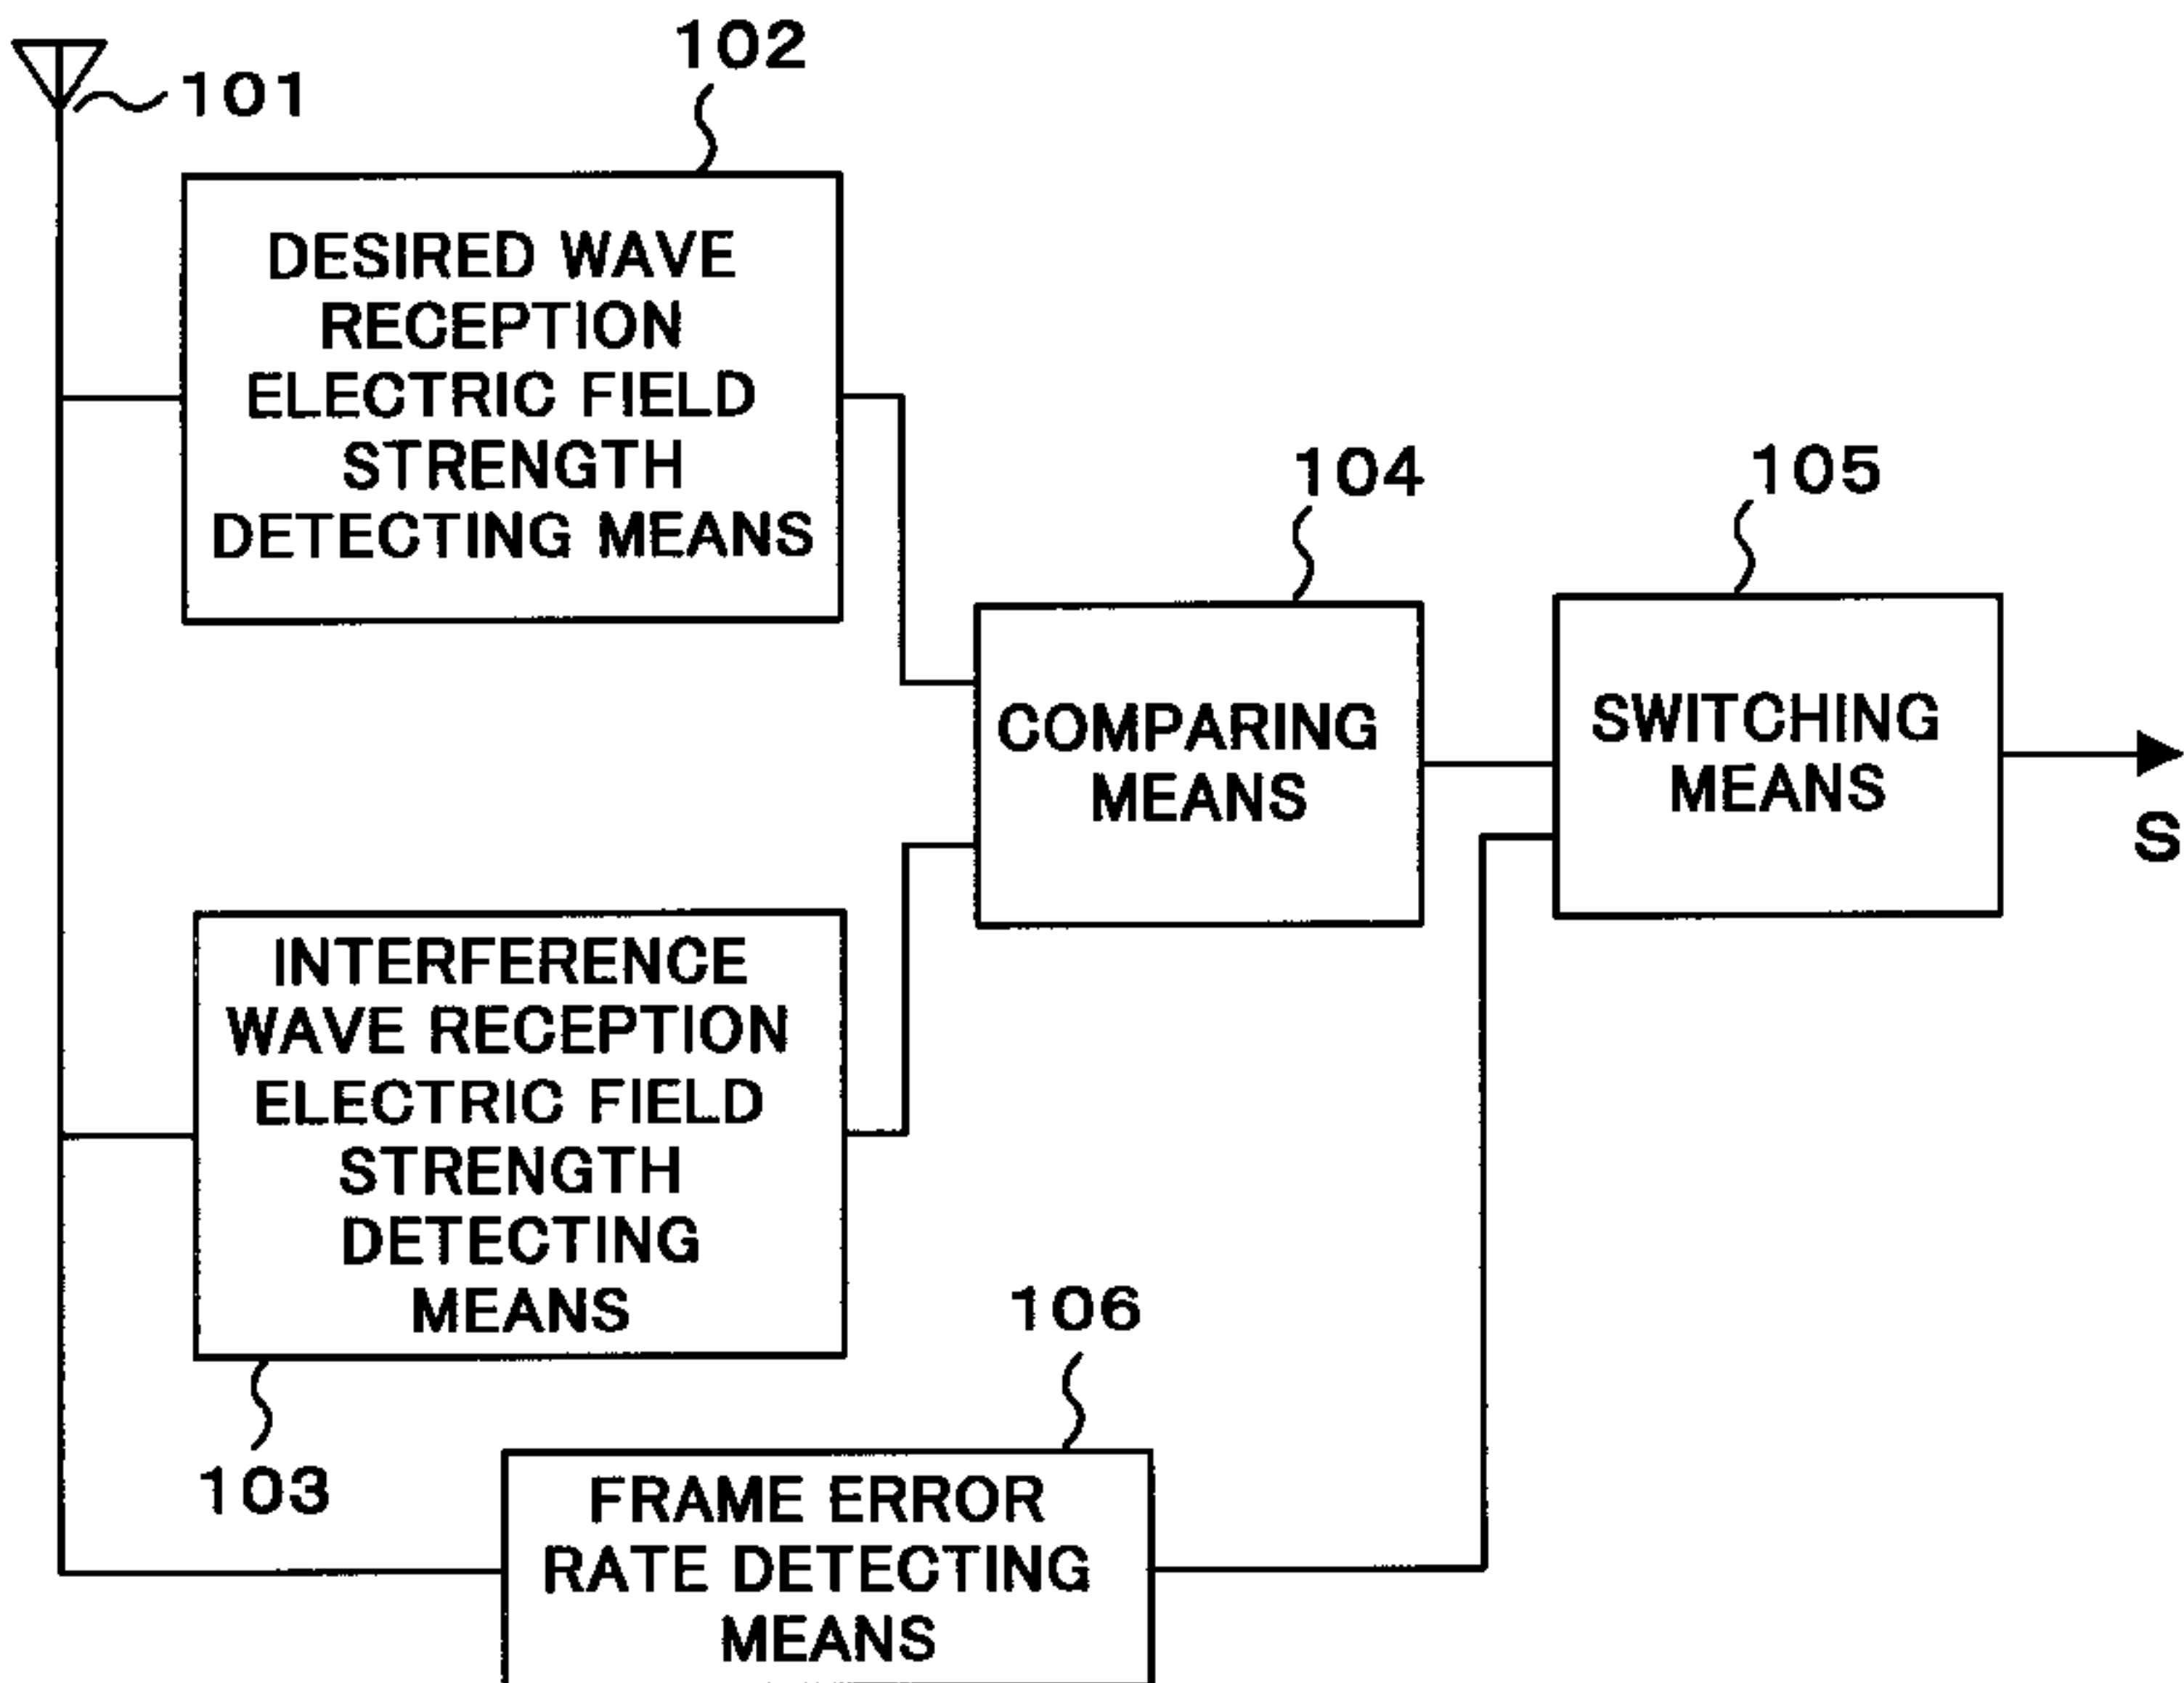 102
101
DESIRED WAVE
RECEPTION
ELECTRIC FIELD
STRENGTH
DETECTING MEANS
104
105
COMPARING
MEANS
SWITCHING
MEANS
S
INTERFERENCE
WAVE RECEPTION
ELECTRIC FIELD
STRENGTH
DETECTING
MEANS
103
106
FRAME ERROR
RATE DETECTING
MEANS